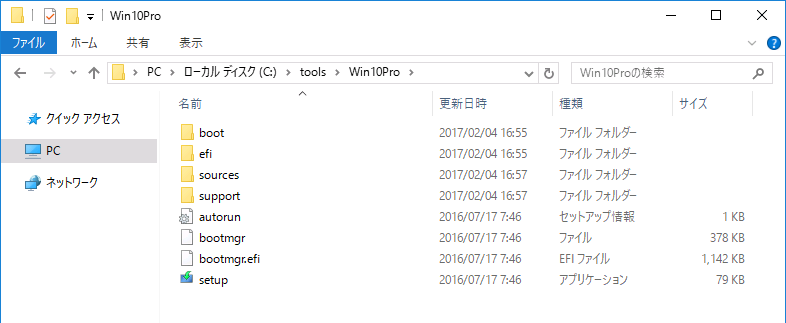 Win10Pro
ファイル ホーム 共有 表示
PC ローカル ディスク (C:) tools Win10Pro Win10Proの検索
名前 更新日時 種類 サイズ
クイック アクセス
PC
ネットワーク
boot 2017/02/04 16:55 ファイル フォルダー
efi 2017/02/04 16:55 ファイル フォルダー
sources 2017/02/04 16:57 ファイル フォルダー
support 2017/02/04 16:57 ファイル フォルダー
autorun 2016/07/17 7:46 セットアップ情報 1 KB
bootmgr 2016/07/17 7:46 ファイル 378 KB
bootmgr.efi 2016/07/17 7:46 EFI ファイル 1,142 KB
setup 2016/07/17 7:46 アプリケーション 79 KB